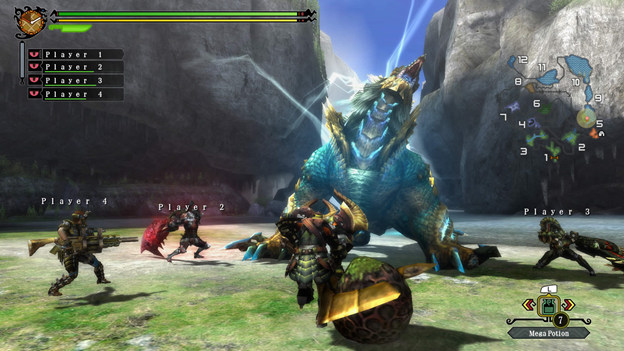 Player 1
Player 2
Player 3
Player 4
12
11
8
10
9
6
7
4
5
3
2
1
Player 4
Player 2
Player 3
7
Mega Potion